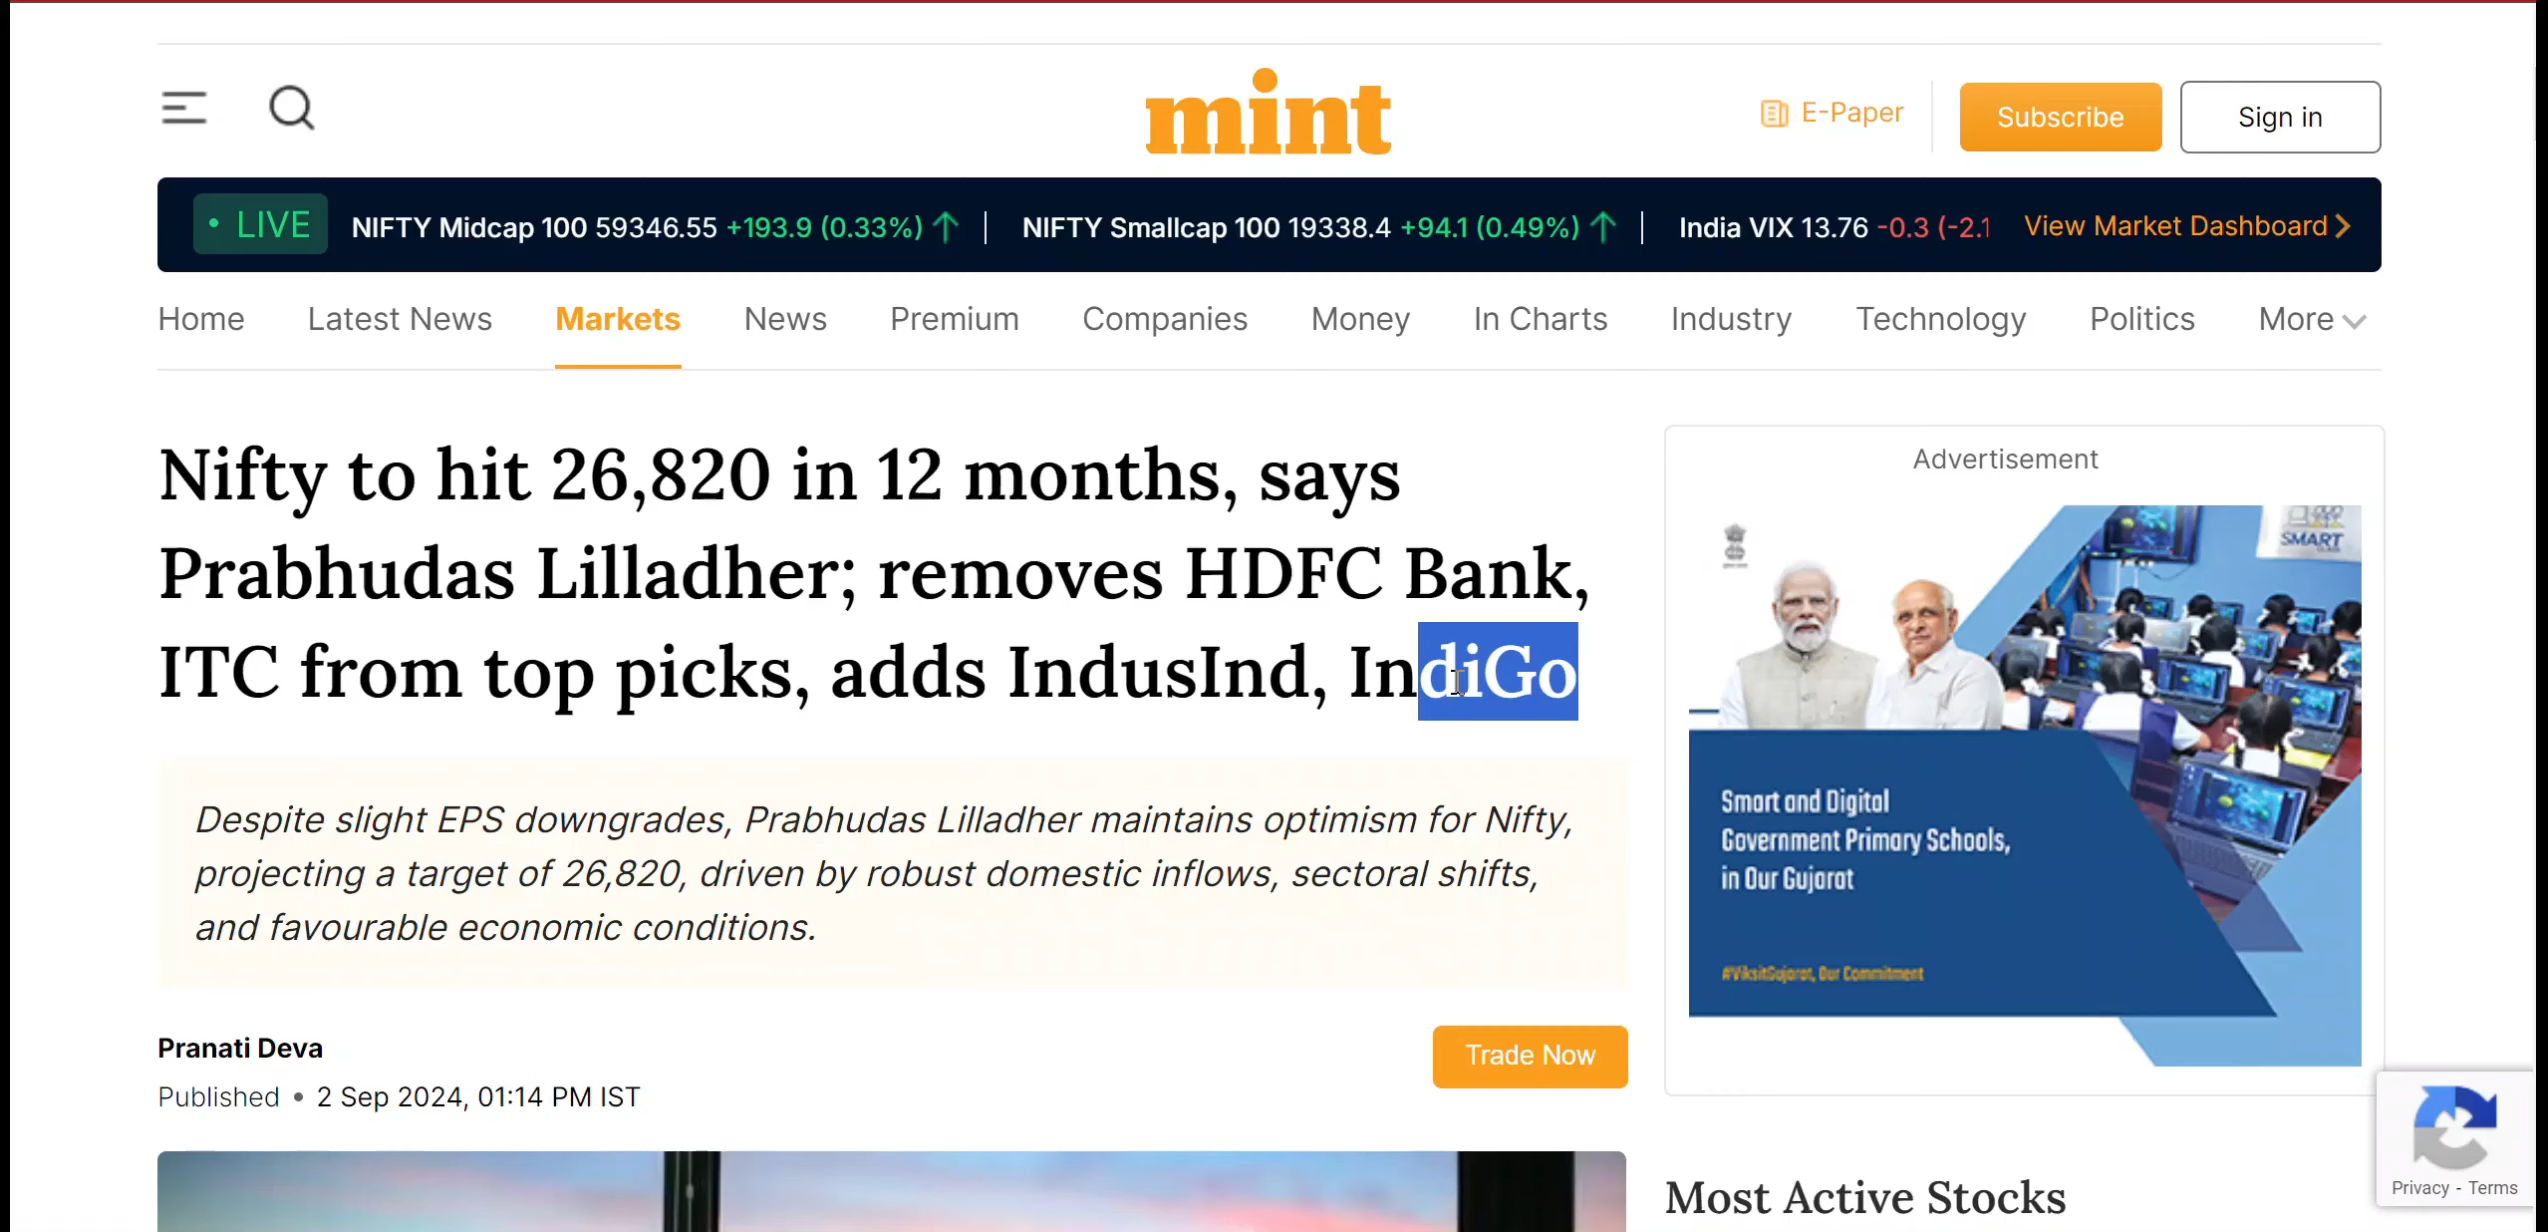 mint
E-Paper
Subscribe
Sign in
• LIVE
NIFTY Midcap 100 59346.55 +193.9 (0.33%) ↑ | NIFTY Smallcap 100 19338.4 +94.1 (0.49%) ↑ | India VIX 13.76 -0.3 (-2.1
View Market Dashboard
Home Latest News Markets News Premium Companies Money In Charts Industry Technology Politics More
Nifty to hit 26,820 in 12 months, says
Prabhudas Lilladher; removes HDFC Bank,
ITC from top picks, adds IndusInd, IndiGo
Despite slight EPS downgrades, Prabhudas Lilladher maintains optimism for Nifty,
projecting a target of 26,820, driven by robust domestic inflows, sectoral shifts,
and favourable economic conditions.
Pranati Deva
Published • 2 Sep 2024, 01:14 PM IST
Trade Now
Advertisement
SMART
Smart and Digital
Government Primary Schools,
in Our Gujarat
#ViksitGujarat, Our Commitment
Most Active Stocks
Privacy - Terms